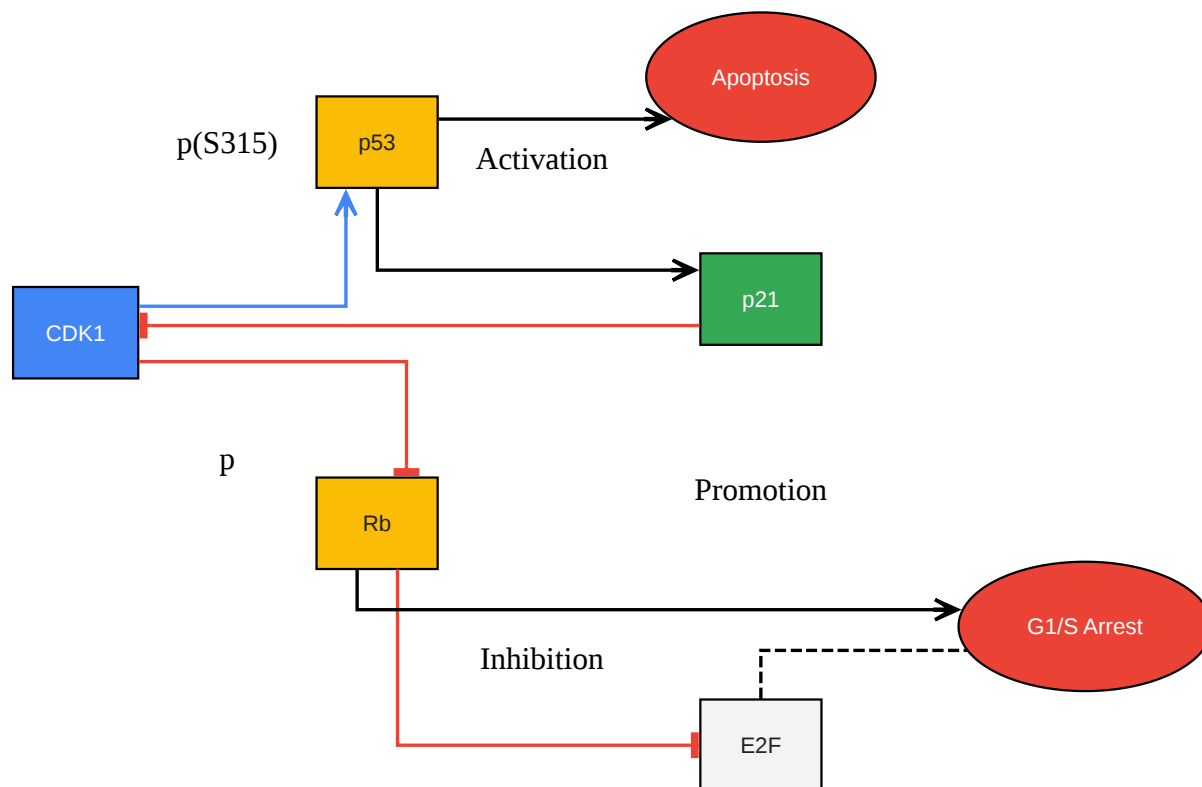 Apoptosis
p53
p(S315)
Activation
p21
CDK1
p
Promotion
Rb
G1/S Arrest
Inhibition
E2F